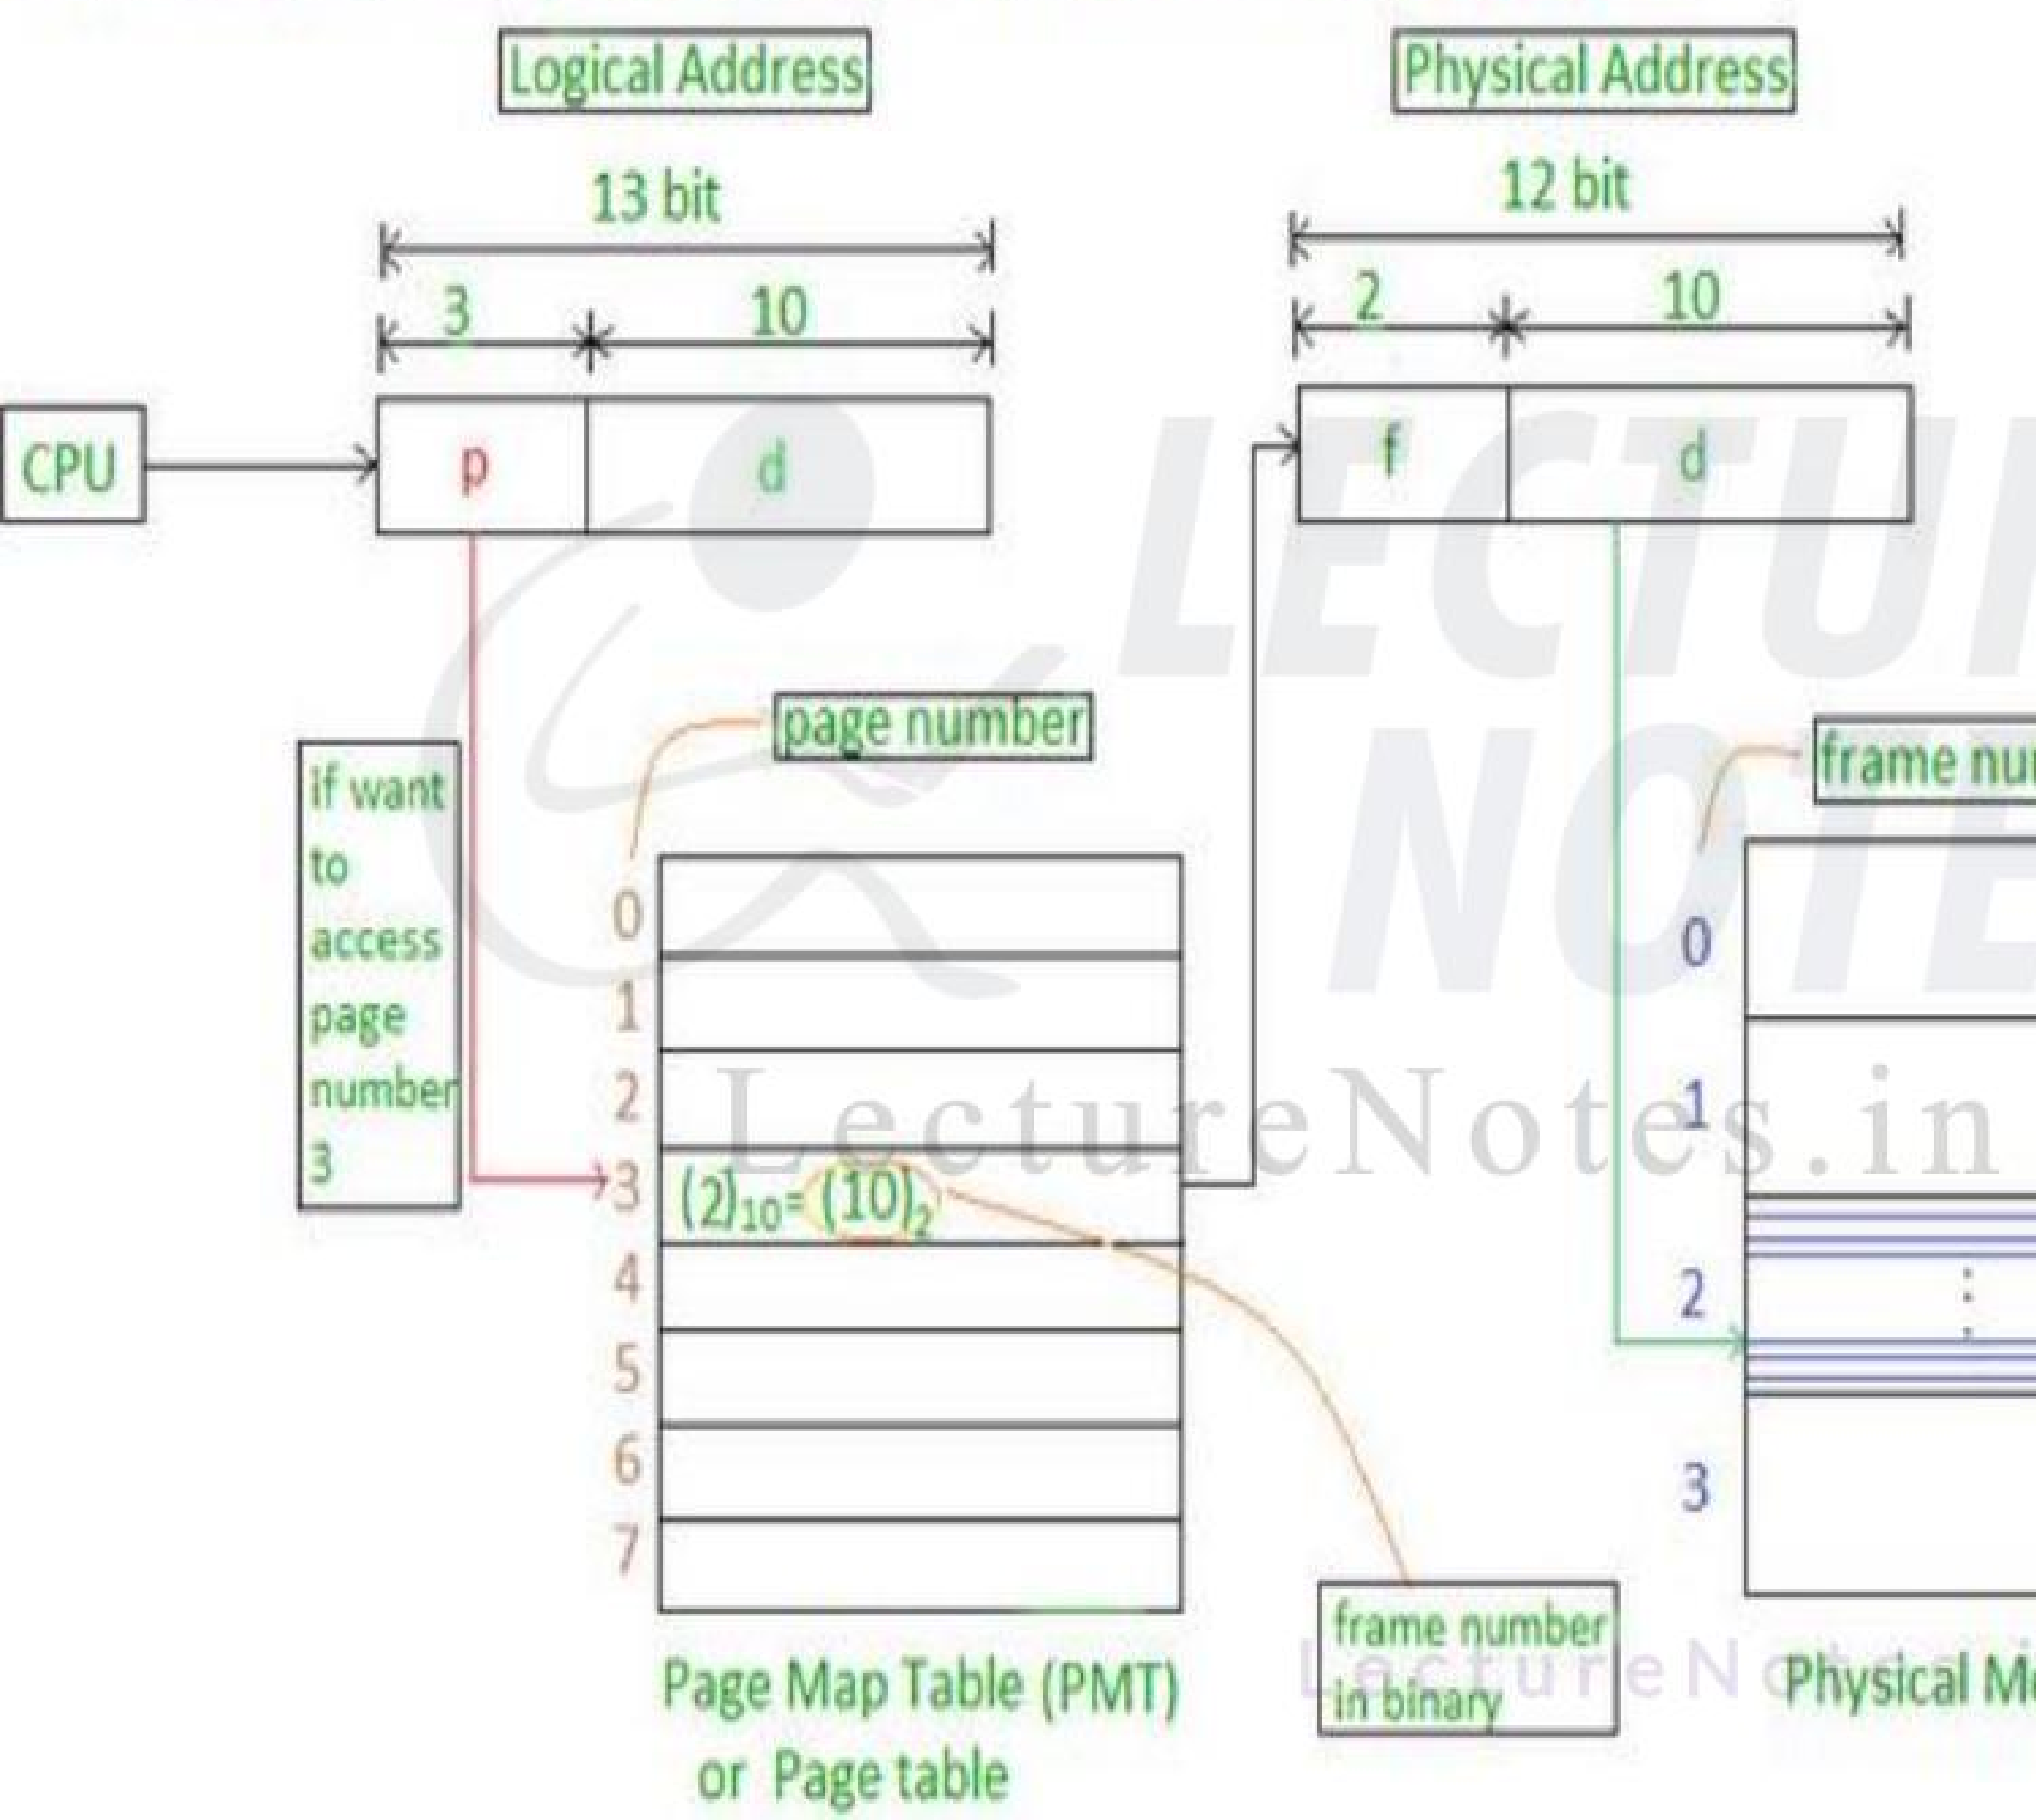 Logical Address
Physical Address
13 bit
12 bit
3
10
2
10
CPU
p
d
f
d
LECTU
NOTE
page number
frame nu
if want
to
access
page
number
3
0
1
2
3
4
5
6
7
(2)10=(10)2
0
1
2
3
LectureNotes.in
frame number
in binary
Page Map Table (PMT)
or Page table
Physical M